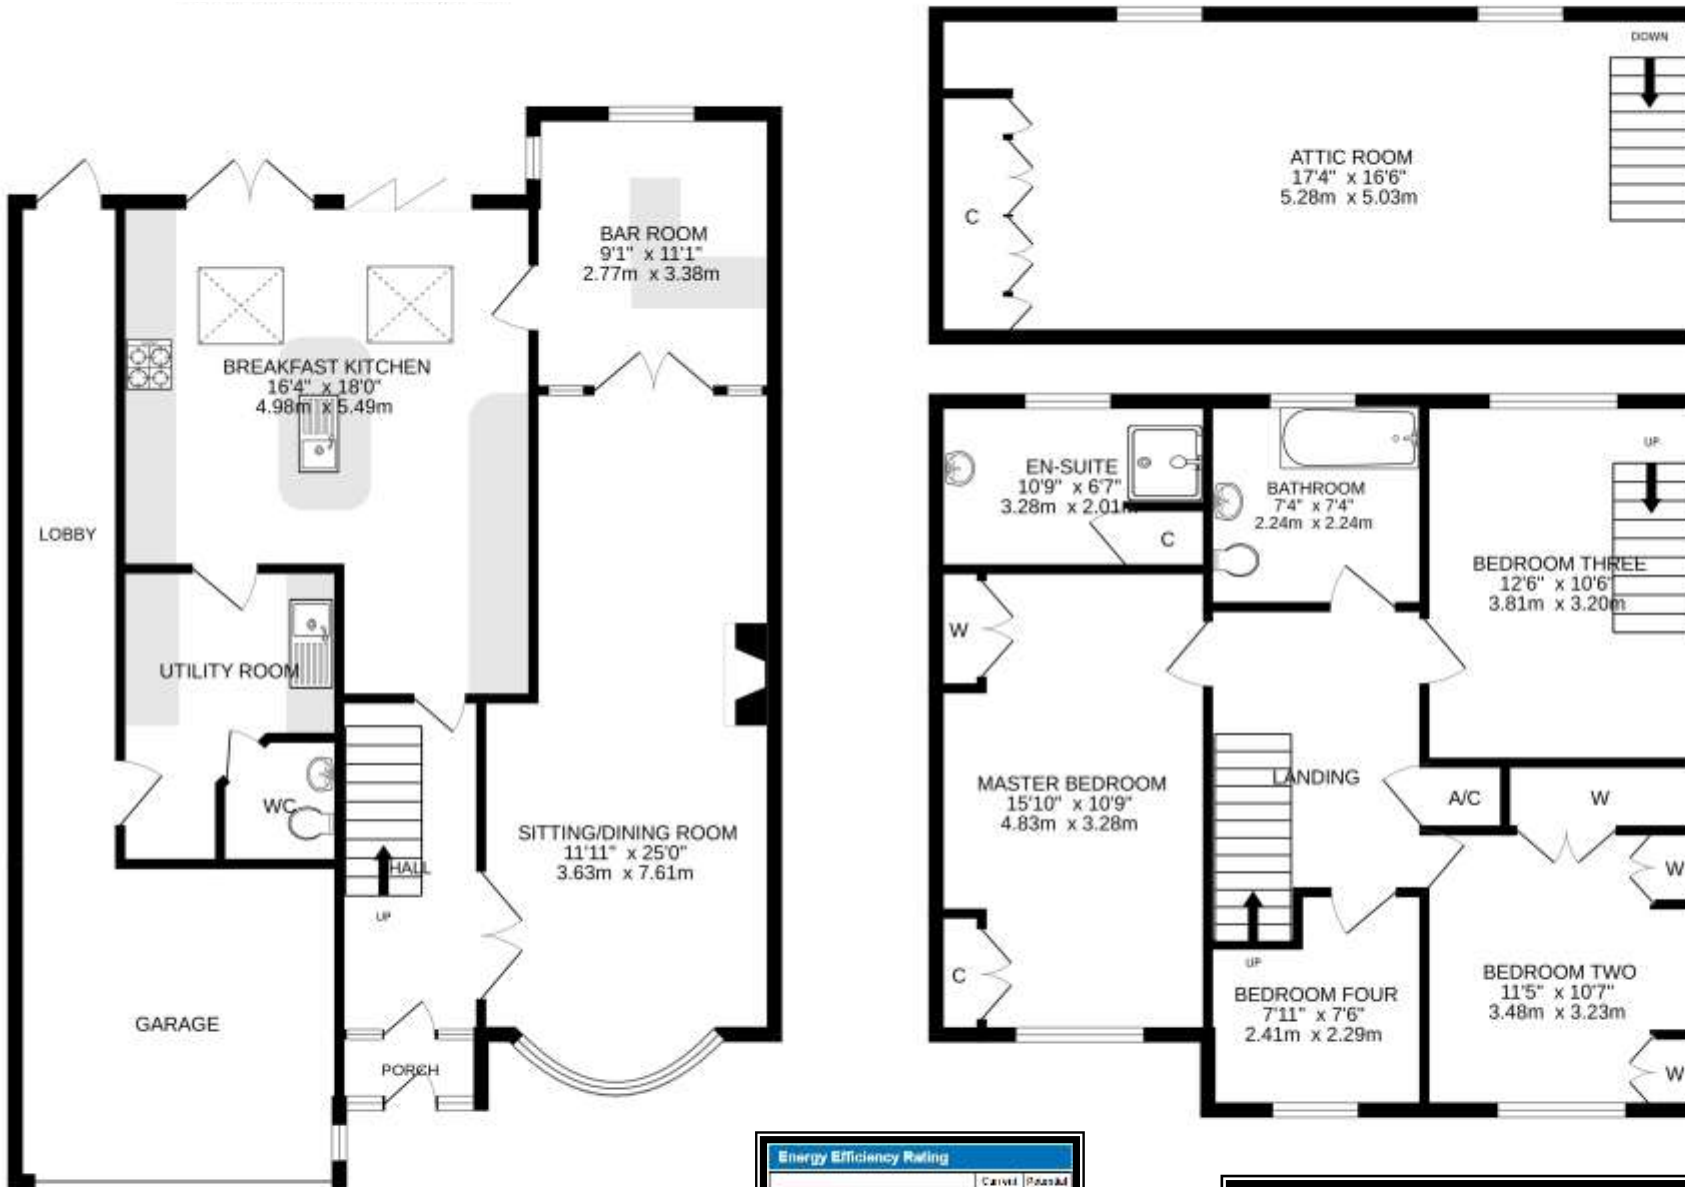 BAR ROOM
9'1" x 11'1"
2.77m x 3.38m
BREAKFAST KITCHEN
16'4" x 18'0"
4.98m x 5.49m
LOBBY
UTILITY ROOM
WC
HALL
UP
SITTING/DINING ROOM
11'11" x 25'0"
3.63m x 7.61m
GARAGE
PORCH
DOWN
ATTIC ROOM
17'4" x 16'6"
5.28m x 5.03m
C
EN-SUITE
10'9" x 6'7"
3.28m x 2.01m
C
BATHROOM
7'4" x 7'4"
2.24m x 2.24m
UP
BEDROOM THREE
12'6" x 10'6"
3.81m x 3.20m
W
MASTER BEDROOM
15'10" x 10'9"
4.83m x 3.28m
LANDING
A/C
W
W
C
UP
BEDROOM FOUR
7'11" x 7'6"
2.41m x 2.29m
BEDROOM TWO
11'5" x 10'7"
3.48m x 3.23m
W
Energy Efficiency Rating
Current Potential